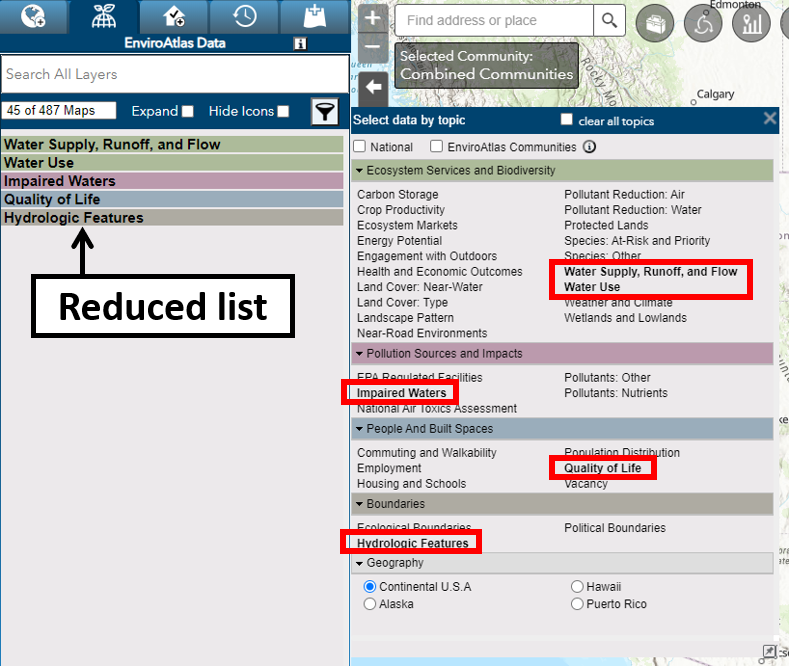 EnviroAtlas Data i
Search All Layers
45 of 487 Maps Expand Hide Icons
Water Supply, Runoff, and Flow
Water Use
Impaired Waters
Quality of Life
Hydrologic Features
Reduced list
Find address or place
Selected Community:
Combined Communities
Edmonton
Rocky Mo
Calgary
Select data by topic clear all topics
National EnviroAtlas Communities
Ecosystem Services and Biodiversity
Carbon Storage
Crop Productivity
Ecosystem Markets
Energy Potential
Engagement with Outdoors
Health and Economic Outcomes
Land Cover: Near-Water
Land Cover: Type
Landscape Pattern
Near-Road Environments
Pollutant Reduction: Air
Pollutant Reduction: Water
Protected Lands
Species: At-Risk and Priority
Species: Other
Water Supply, Runoff, and Flow
Water Use
Weather and Climate
Wetlands and Lowlands
Pollution Sources and Impacts
EPA Regulated Facilities
Impaired Waters
National Air Toxics Assessment
Pollutants: Other
Pollutants: Nutrients
People And Built Spaces
Commuting and Walkability
Employment
Housing and Schools
Population Distribution
Quality of Life
Vacancy
Boundaries
Ecological Boundaries
Hydrologic Features
Political Boundaries
Geography
Continental U.S.A
Alaska
Hawaii
Puerto Rico